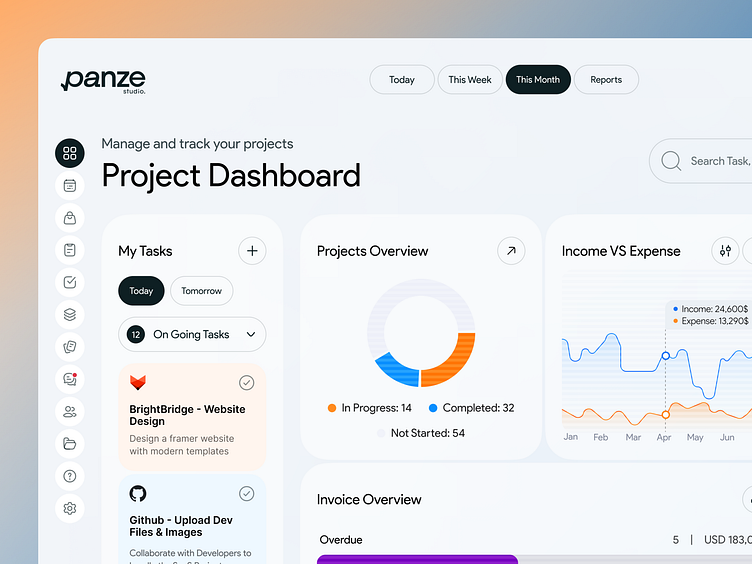 panze
studio.
Today
This Week
This Month
Reports
Manage and track your projects
Project Dashboard
Search Task,
My Tasks
Today
Tomorrow
12
On Going Tasks
BrightBridge - Website
Design
Design a framer website
with modern templates
Github - Upload Dev
Files & Images
Collaborate with Developers to
Projects Overview
In Progress: 14
Completed: 32
Not Started: 54
Income VS Expense
Income: 24,600$
Expense: 13,290$
Jan
Feb
Mar
Apr
May
Jun
Invoice Overview
Overdue
5 | USD 183,0